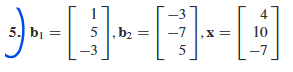 5. b₁ = [1 5 -3], b₂ = [-3 -7 5], x = [4 10 -7]